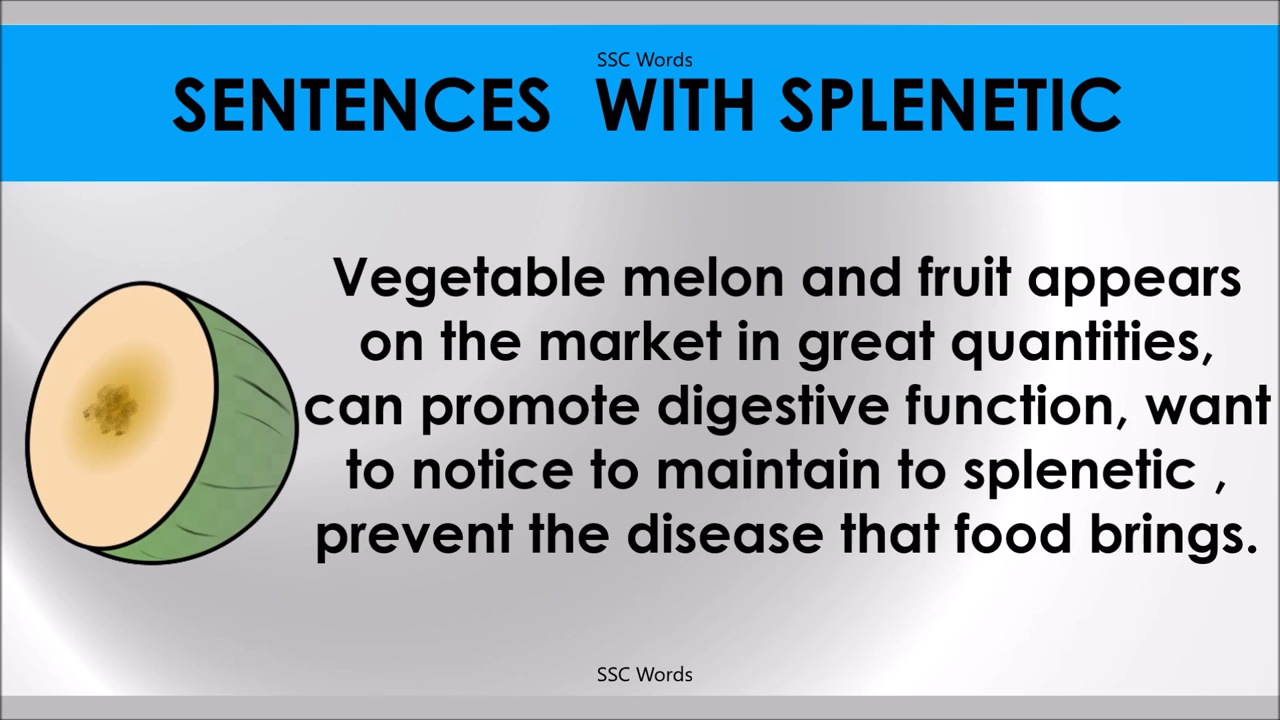 SSC Words
SENTENCES WITH SPLENETIC
Vegetable melon and fruit appears
on the market in great quantities,
can promote digestive function, want
to notice to maintain to splenetic ,
prevent the disease that food brings.
SSC Words